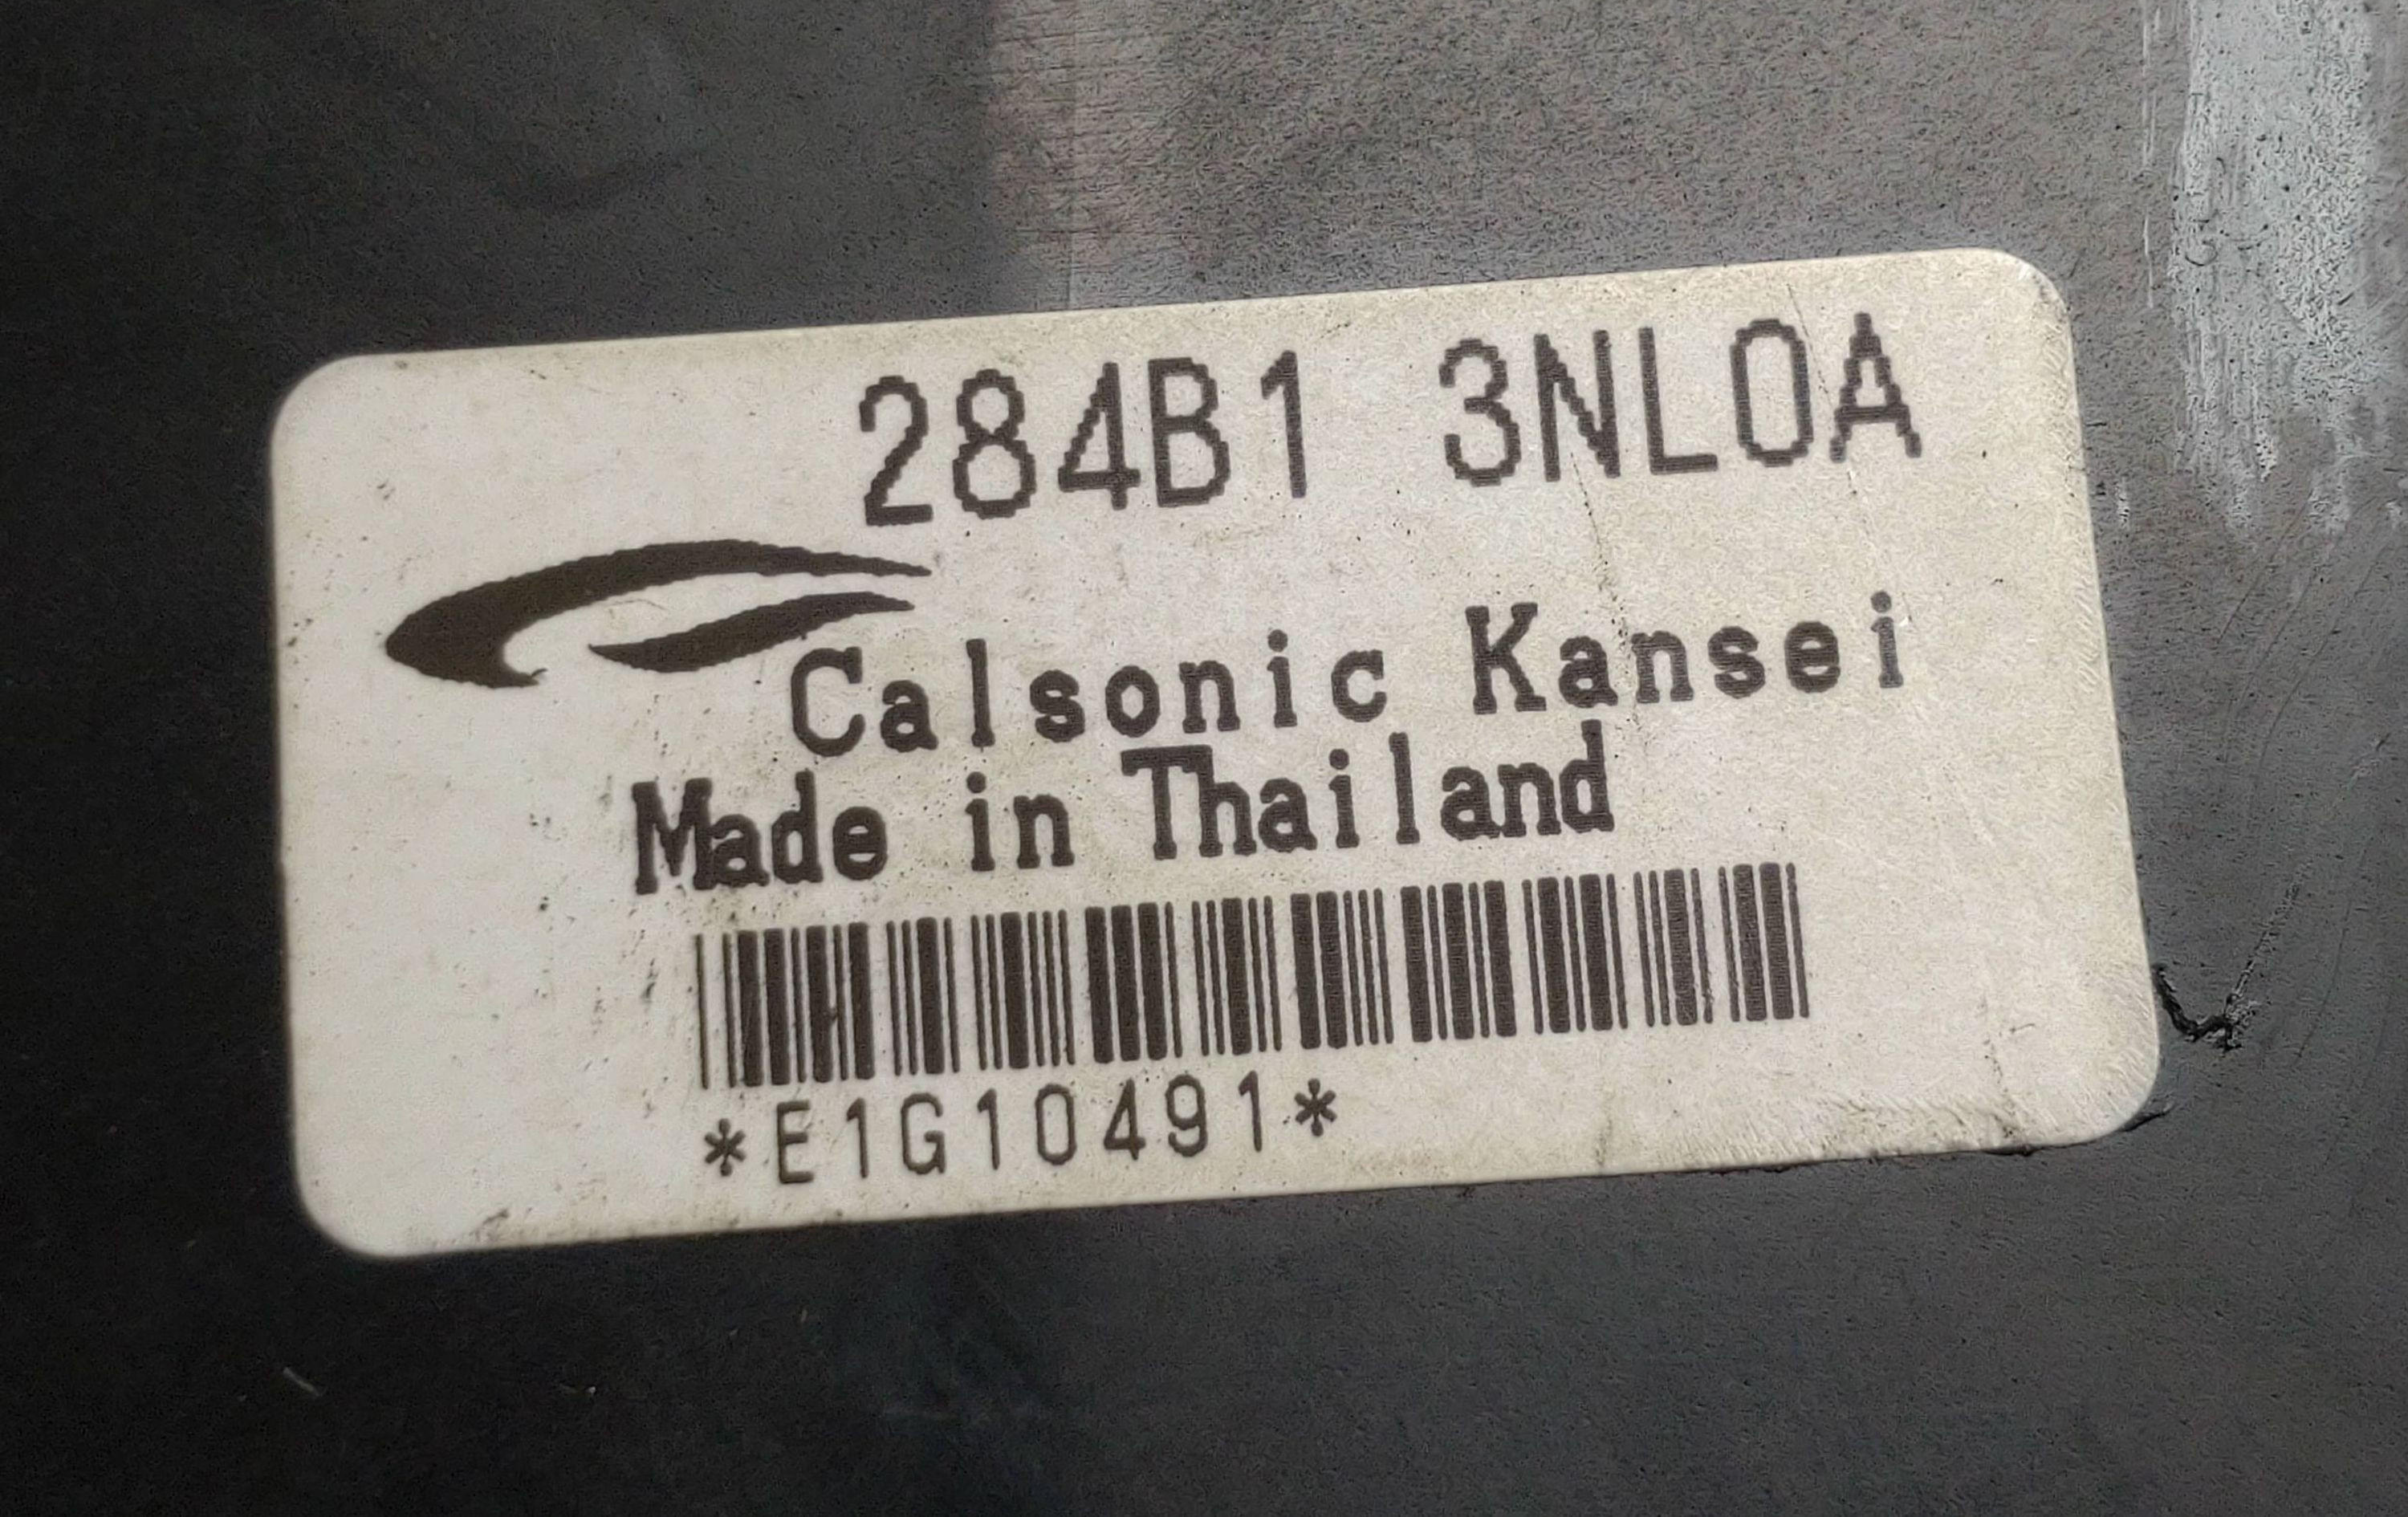 284B1 3NL0A
Calsonic Kansei
Made in Thailand
*E1G10491*